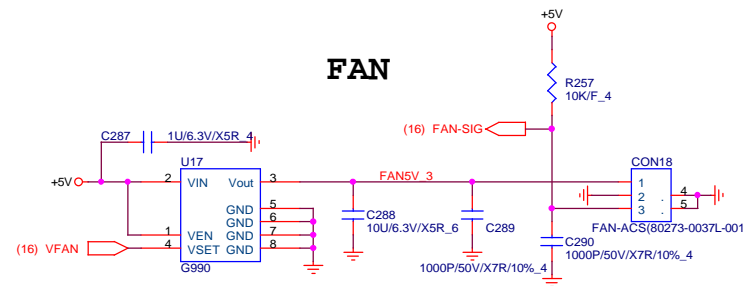 +5V
FAN
R257
10K/F_4
(16) FAN-SIG
C287
1U/6.3V/X5R_4
U17
CON18
+5V
2
VIN
Vout
3
FAN5V_3
1
GND
5
2
.
4
GND
6
3
.
5
1
VEN
GND
7
C288
C289
FAN-ACS(80273-0037L-001
(16) VFAN
4
VSET
GND
8
10U/6.3V/X5R_6
C290
G990
1000P/50V/X7R/10%_4
1000P/50V/X7R/10%_4